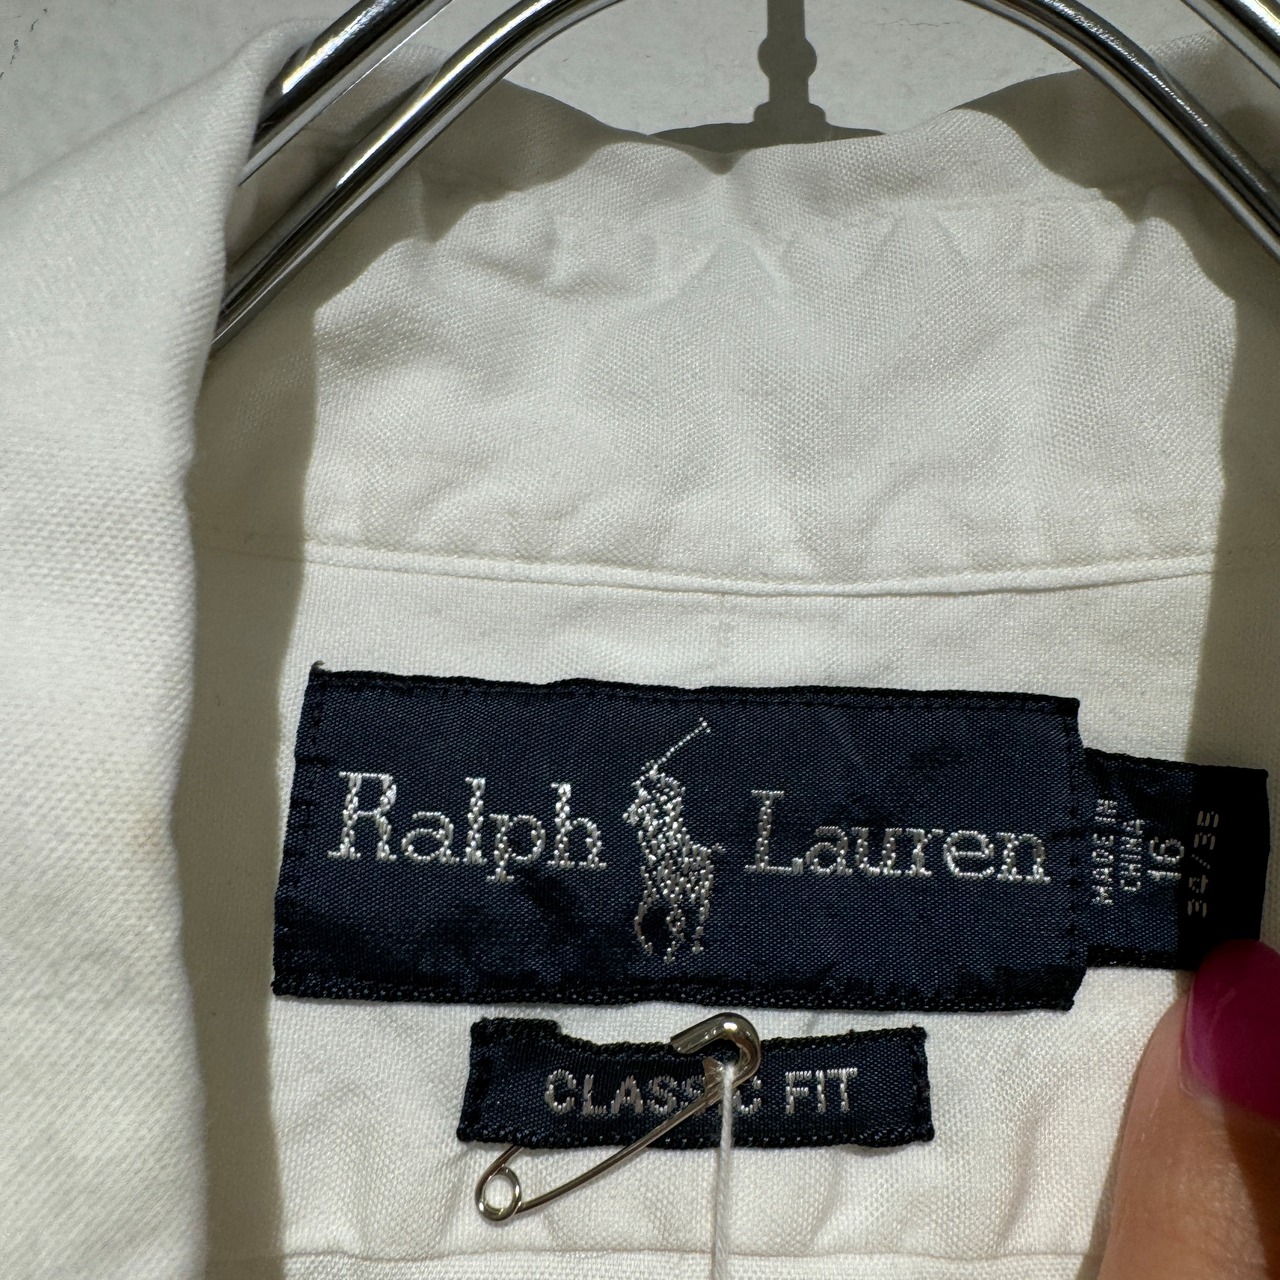 Ralph Lauren
MADE IN
CHINA
16
34/35
CLASSIC FIT